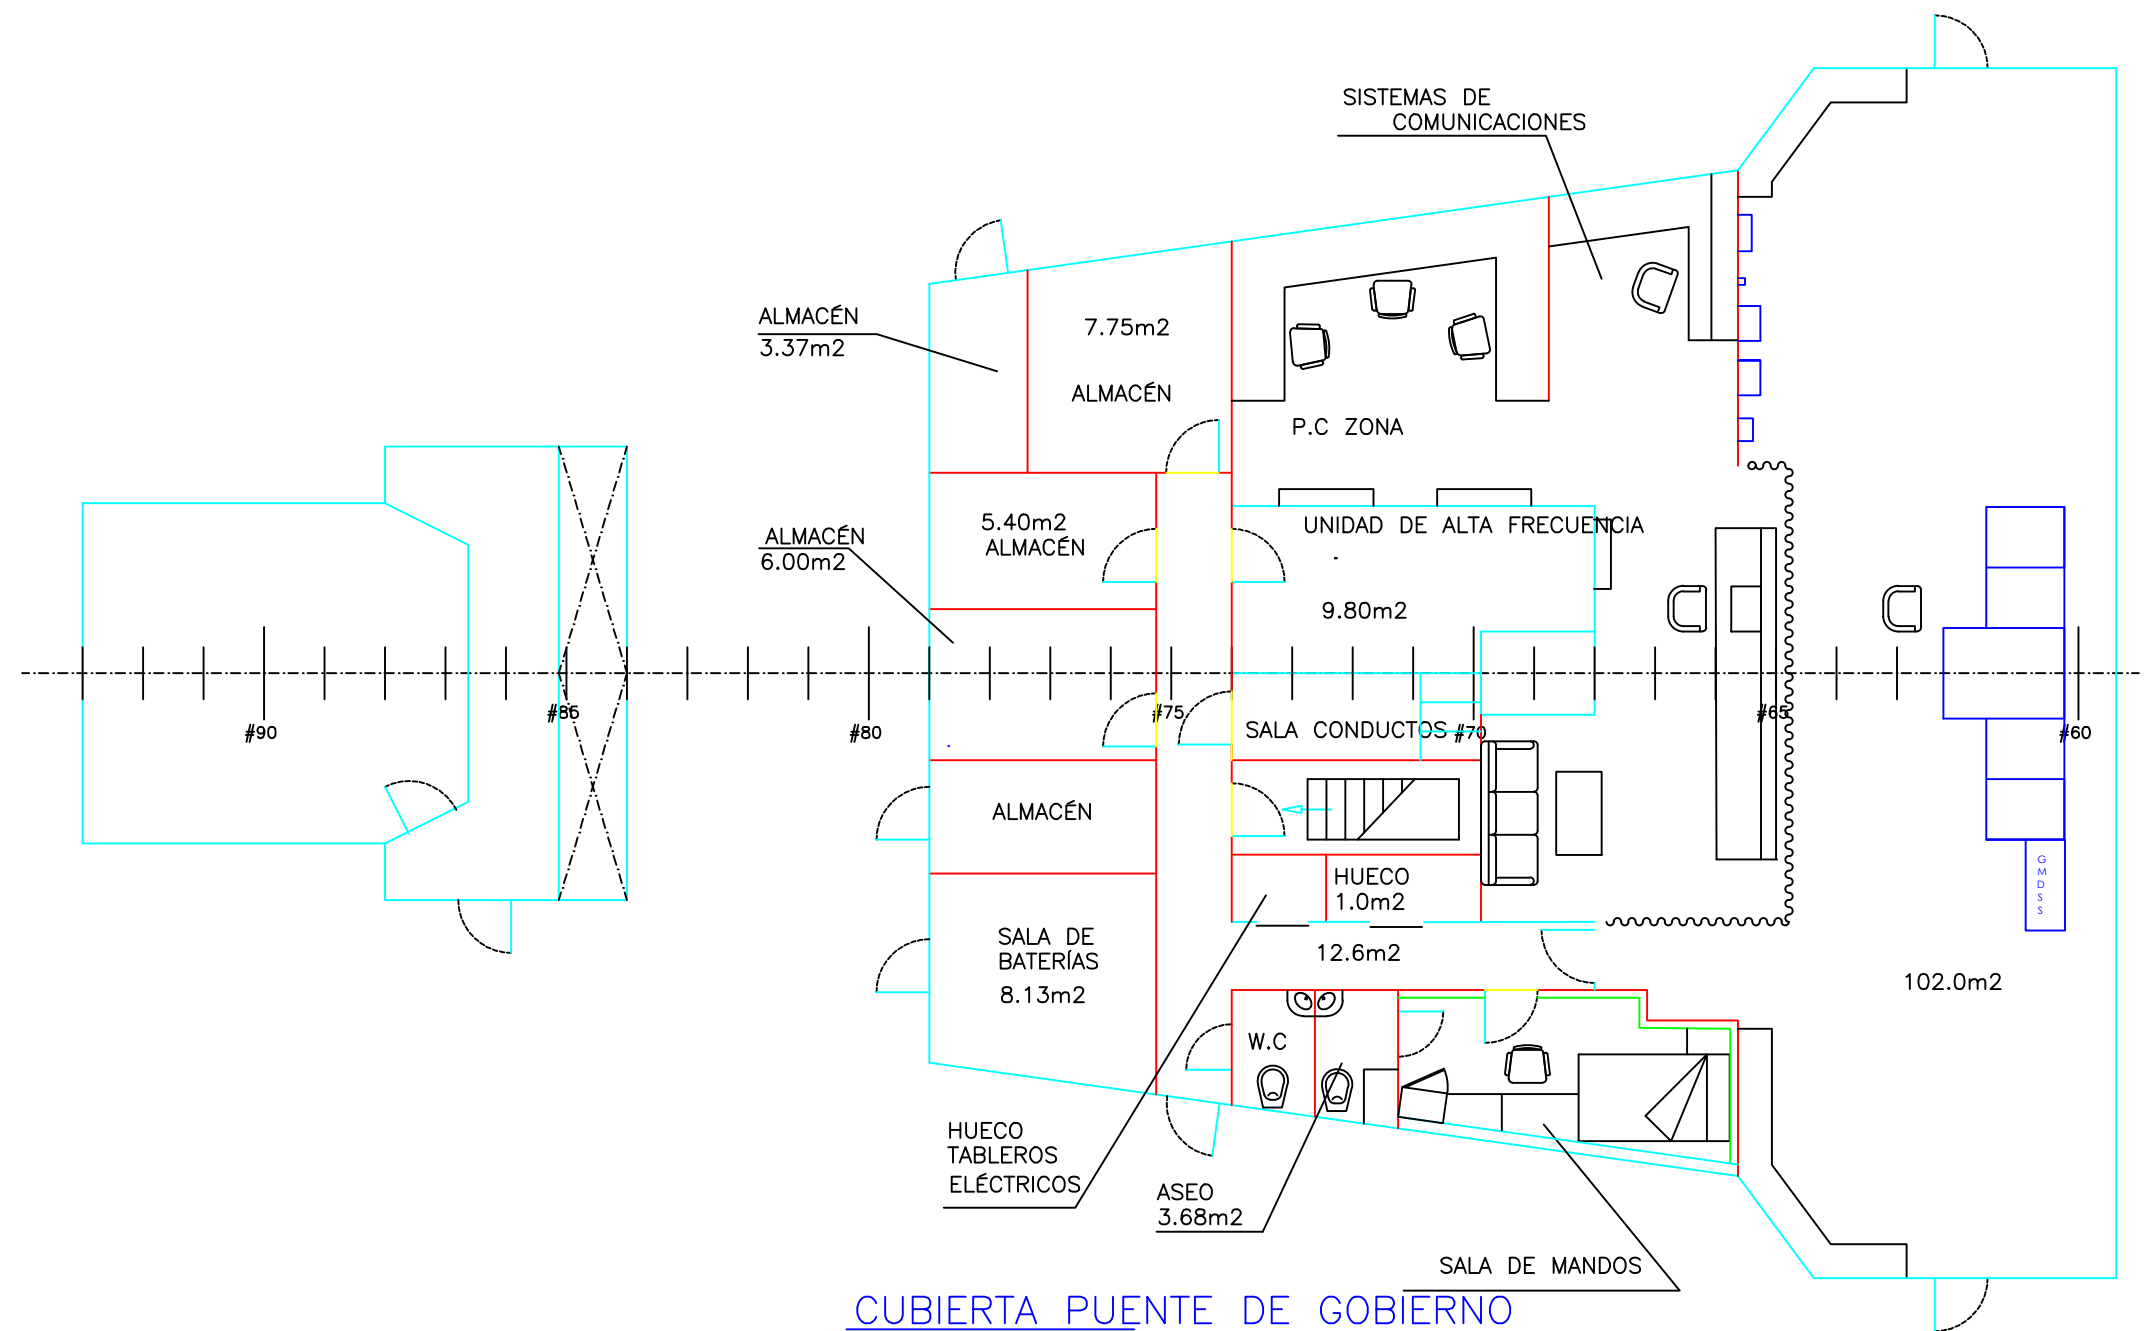 SISTEMAS DE
COMUNICACIONES
ALMACÉN
3.37m2
7.75m2
ALMACÉN
P.C ZONA
ALMACÉN
6.00m2
5.40m2
ALMACÉN
UNIDAD DE ALTA FRECUENCIA
9.80m2
#90
#85
#80
#75
#70
#65
#60
SALA CONDUCTOS
ALMACÉN
HUECO
1.0m2
G
M
D
S
S
SALA DE
BATERÍAS
8.13m2
12.6m2
102.0m2
W.C
HUECO
TABLEROS
ELÉCTRICOS
ASEO
3.68m2
SALA DE MANDOS
CUBIERTA PUENTE DE GOBIERNO